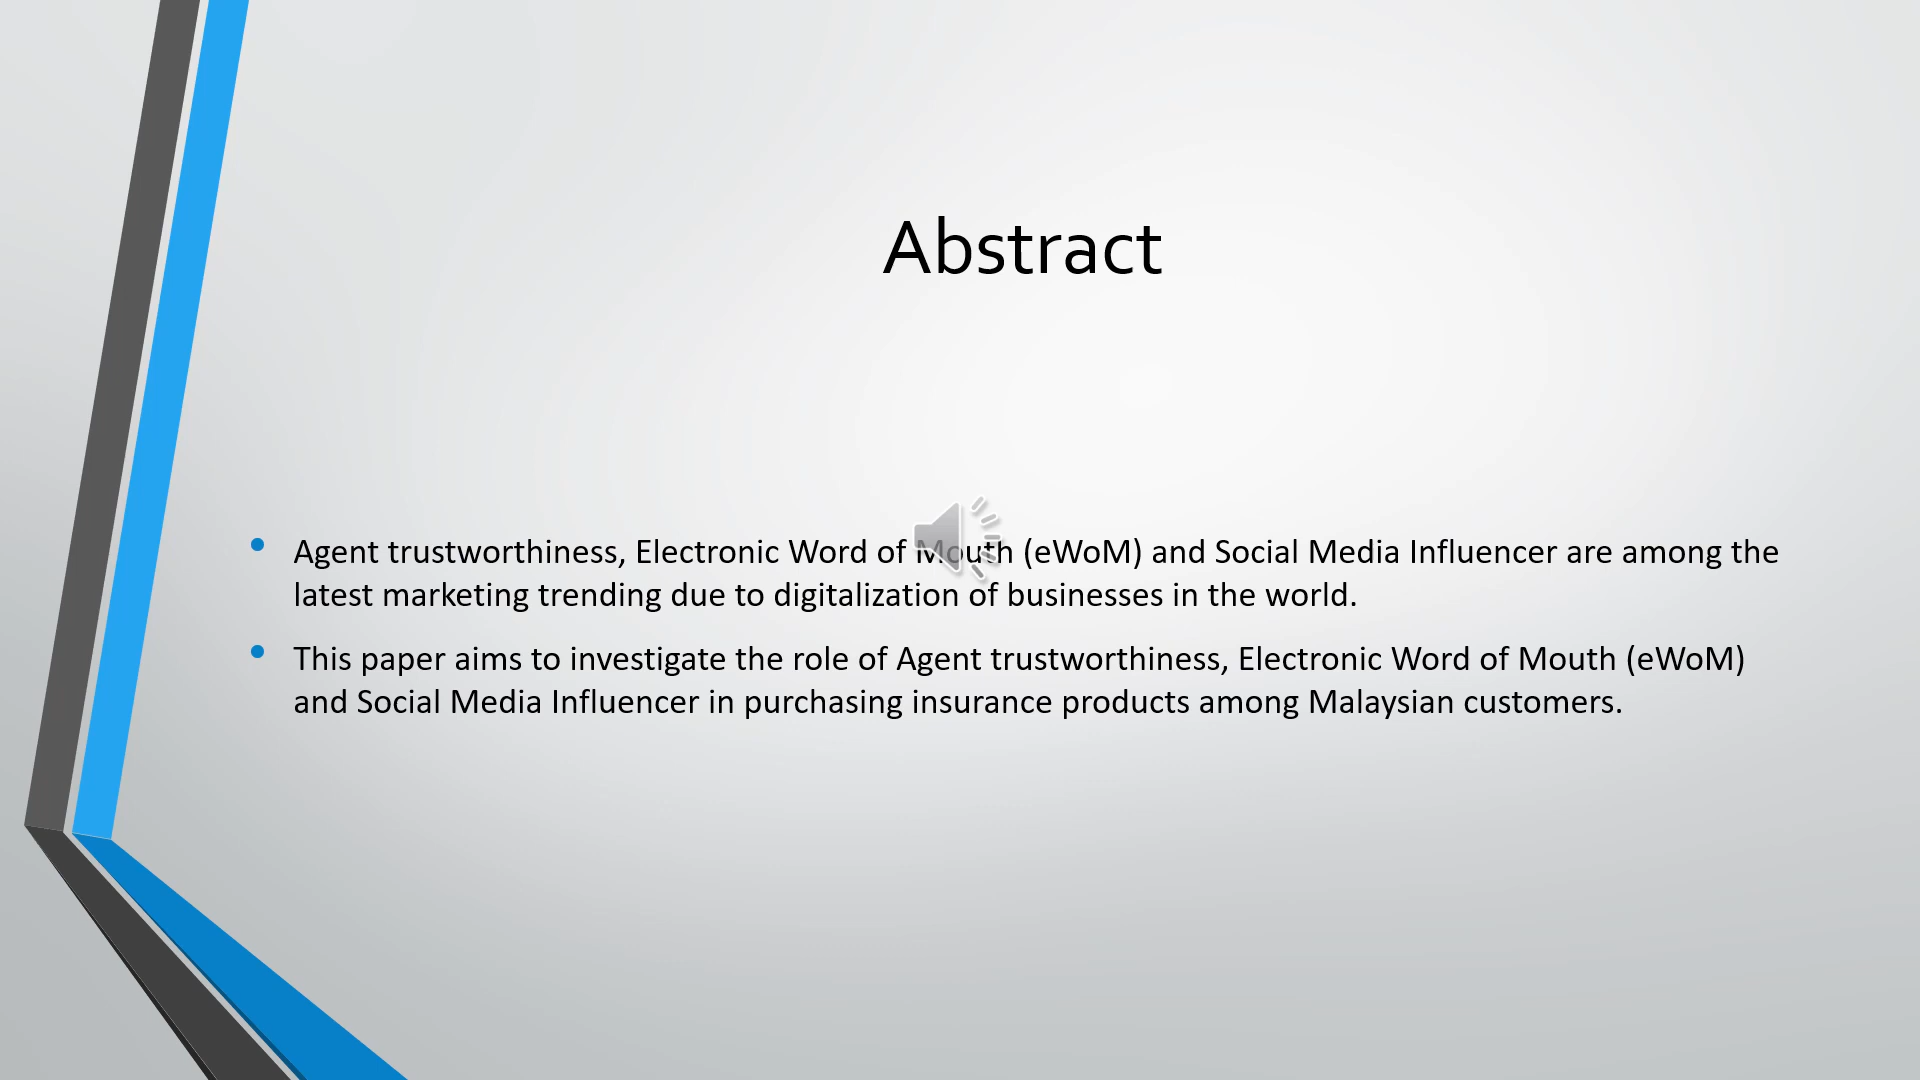 Abstract
• Agent trustworthiness, Electronic Word of Mouth (eWoM) and Social Media Influencer are among the
latest marketing trending due to digitalization of businesses in the world.
• This paper aims to investigate the role of Agent trustworthiness, Electronic Word of Mouth (eWoM)
and Social Media Influencer in purchasing insurance products among Malaysian customers.